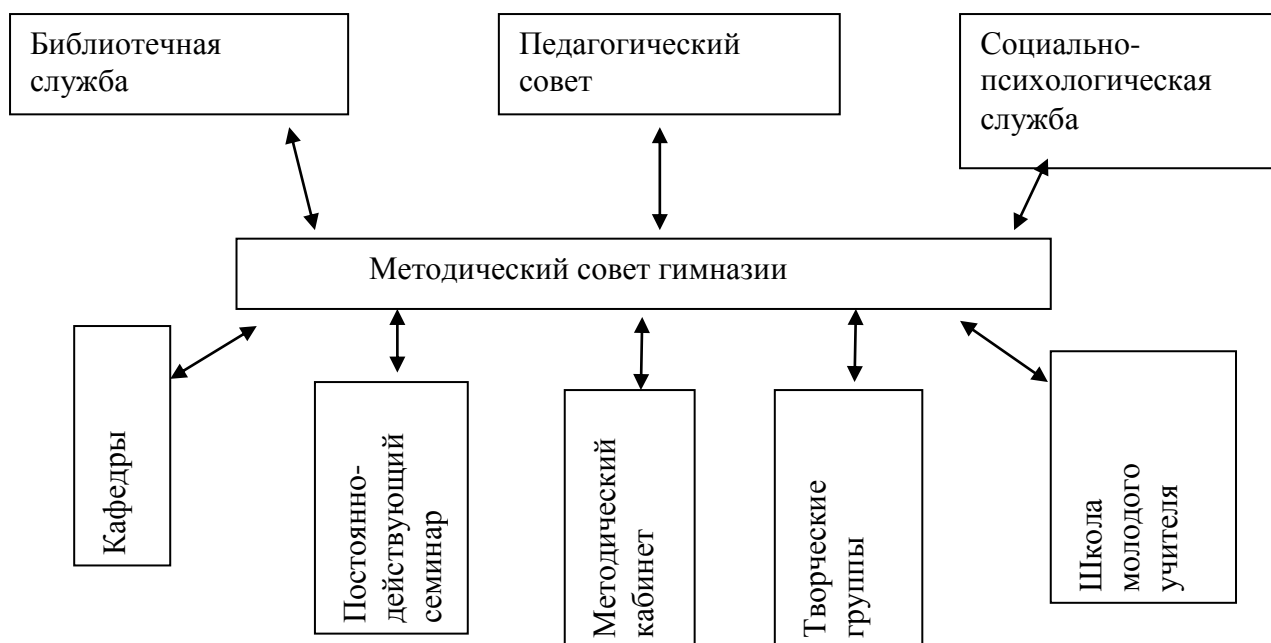 Библиотечная
служба
Педагогический
совет
Социально-
психологическая
служба
Методический совет гимназии
Кафедры
Постоянно-
действующий
семинар
Методический
кабинет
Творческие
группы
Школа
молодого
учителя